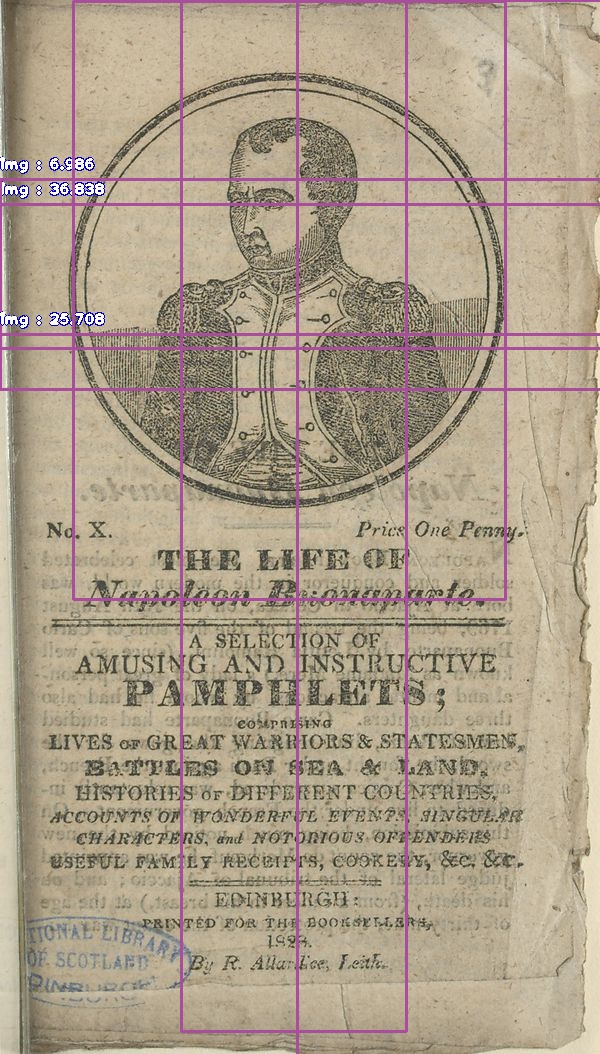 Img : 6.986
Img : 36.838
Img : 25.708
No. X. Price One Penny.
THE LIFE OF
Napoleon Buonaparte.
A SELECTION OF
AMUSING AND INSTRUCTIVE
PAMPHLETS;
COMPRISING
LIVES OF GREAT WARRIORS & STATESMEN,
BATTLES ON SEA & LAND,
HISTORIES OF DIFFERENT COUNTRIES,
ACCOUNTS OF WONDERFUL EVENTS, SINGULAR
CHARACTERS, and NOTORIOUS OFFENDERS
USEFUL FAMILY RECEIPTS, COOKERY, &c. &c.
EDINBURGH:
PRINTED FOR THE BOOKSELLERS,
1828.
By R. Allardice, Leith.
TIONAL LIBRARY
OF SCOTLAND
DINBURGH